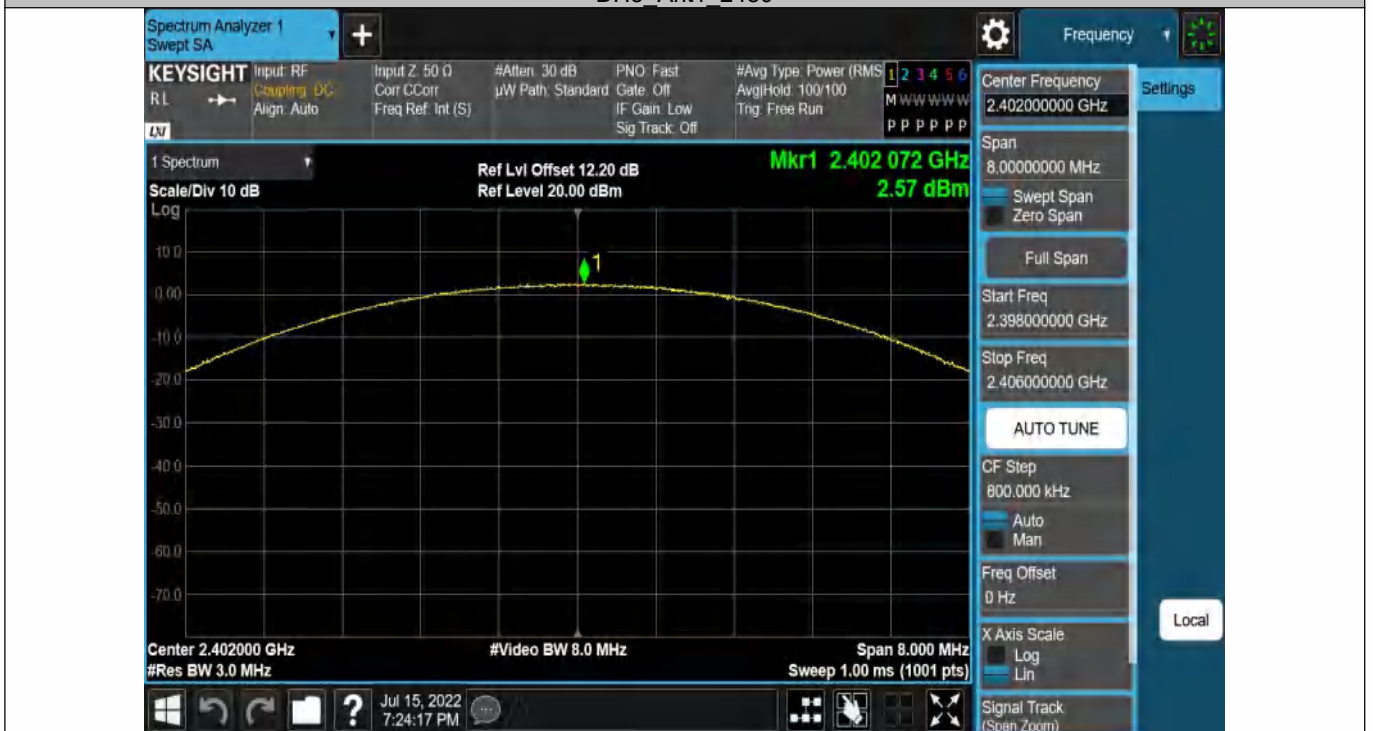 Spectrum Analyzer 1
Swept SA
Frequency
KEYSIGHT
RL
LXI
Input: RF
Coupling: DC
Align: Auto
Input Z: 50 Ω
Corr CCorr
Freq Ref: Int (S)
#Atten: 30 dB
µW Path: Standard
PNO: Fast
Gate: Off
IF Gain: Low
Sig Track: Off
#Avg Type: Power (RMS
Avg|Hold: 100/100
Trig: Free Run
1 2 3 4 5 6
M W W W W W
P P P P P P
1 Spectrum
Scale/Div 10 dB
Log
Ref Lvl Offset 12.20 dB
Ref Level 20.00 dBm
Mkr1 2.402 072 GHz
2.57 dBm
1
10.0
0.00
-10.0
-20.0
-30.0
-40.0
-50.0
-60.0
-70.0
Center 2.402000 GHz
#Res BW 3.0 MHz
#Video BW 8.0 MHz
Span 8.000 MHz
Sweep 1.00 ms (1001 pts)
?
Jul 15, 2022
7:24:17 PM
Center Frequency
2.402000000 GHz
Settings
Span
8.00000000 MHz
Swept Span
Zero Span
Full Span
Start Freq
2.398000000 GHz
Stop Freq
2.406000000 GHz
AUTO TUNE
CF Step
800.000 kHz
Auto
Man
Freq Offset
0 Hz
X Axis Scale
Log
Lin
Local
Signal Track
(Span Zoom)